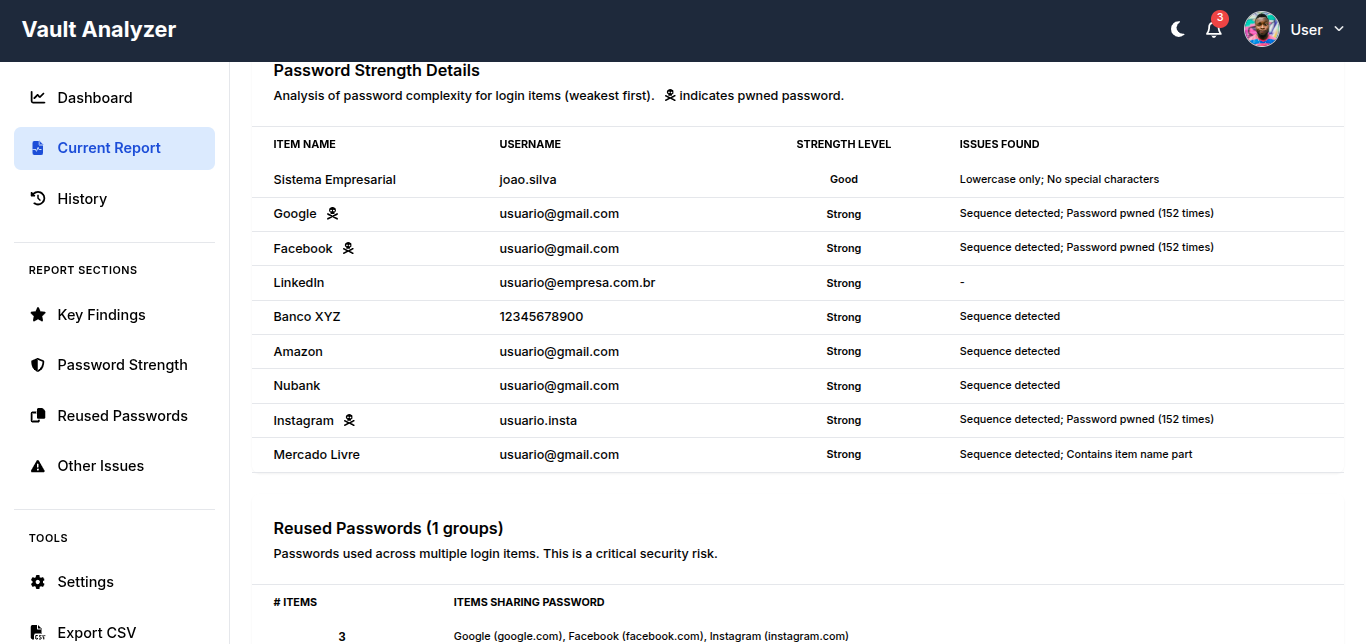 Vault Analyzer
3
User
Dashboard
Current Report
History
REPORT SECTIONS
Key Findings
Password Strength
Reused Passwords
Other Issues
TOOLS
Settings
Export CSV
Password Strength Details
Analysis of password complexity for login items (weakest first). indicates pwned password.
ITEM NAME USERNAME STRENGTH LEVEL ISSUES FOUND
Sistema Empresarial joao.silva Good Lowercase only; No special characters
Google usuario@gmail.com Strong Sequence detected; Password pwned (152 times)
Facebook usuario@gmail.com Strong Sequence detected; Password pwned (152 times)
LinkedIn usuario@empresa.com.br Strong -
Banco XYZ 12345678900 Strong Sequence detected
Amazon usuario@gmail.com Strong Sequence detected
Nubank usuario@gmail.com Strong Sequence detected
Instagram usuario.insta Strong Sequence detected; Password pwned (152 times)
Mercado Livre usuario@gmail.com Strong Sequence detected; Contains item name part
Reused Passwords (1 groups)
Passwords used across multiple login items. This is a critical security risk.
# ITEMS ITEMS SHARING PASSWORD
3 Google (google.com), Facebook (facebook.com), Instagram (instagram.com)